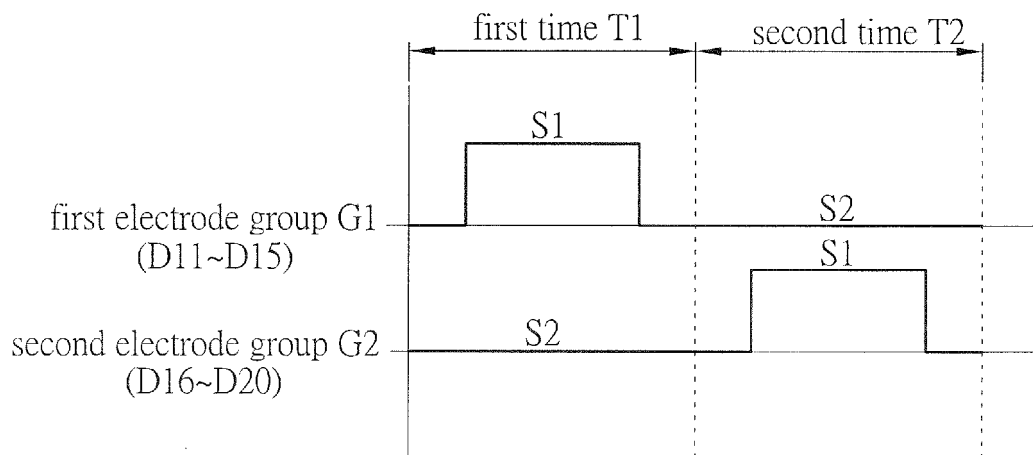 first time T1
second time T2
S1
first electrode group G1
(D11~D15)
S2
S1
second electrode group G2
(D16~D20)
S2